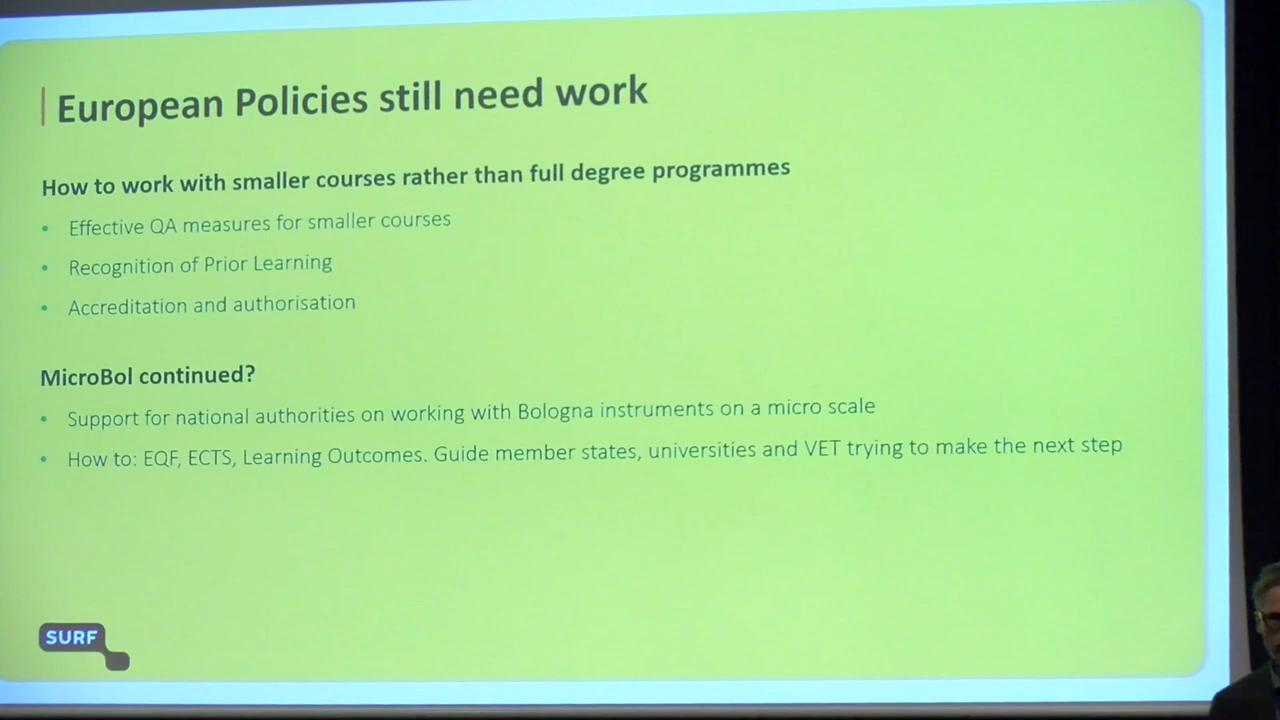 European Policies still need work
How to work with smaller courses rather than full degree programmes
• Effective QA measures for smaller courses
• Recognition of Prior Learning
• Accreditation and authorisation
MicroBol continued?
• Support for national authorities on working with Bologna instruments on a micro scale
• How to: EQF, ECTS, Learning Outcomes. Guide member states, universities and VET trying to make the next step
SURF